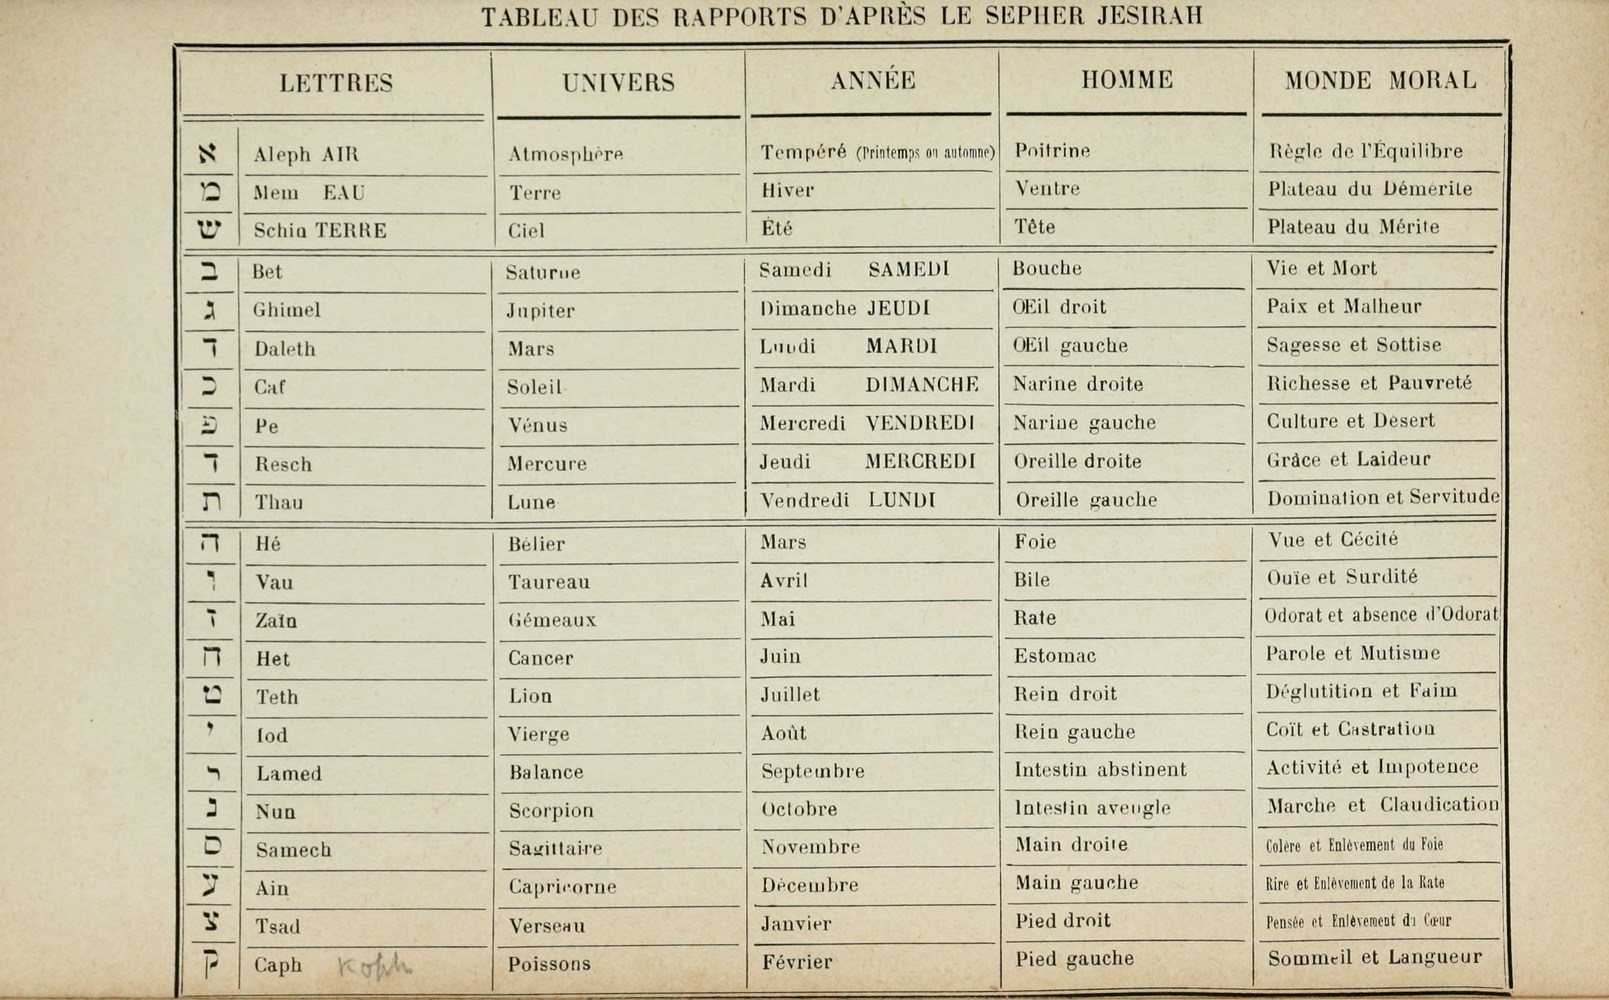 TABLEAU DES RAPPORTS D'APRÈS LE SEPHER JESIRAH
LETTRES UNIVERS ANNÉE HOMME MONDE MORAL
א Aleph AIR Atmosphère Tempéré (Printemps ou automne) Poitrine Règle de l'Équilibre
מ Mem EAU Terre Hiver Ventre Plateau du Démérite
ש Schin TERRE Ciel Été Tête Plateau du Mérite
ב Bet Saturne Samedi SAMEDI Bouche Vie et Mort
ג Ghimel Jupiter Dimanche JEUDI Œil droit Paix et Malheur
ד Daleth Mars Lundi MARDI Œil gauche Sagesse et Sottise
כ Caf Soleil Mardi DIMANCHE Narine droite Richesse et Pauvreté
פ Pe Vénus Mercredi VENDREDI Narine gauche Culture et Désert
ר Resch Mercure Jeudi MERCREDI Oreille droite Grâce et Laideur
ת Thau Lune Vendredi LUNDI Oreille gauche Domination et Servitude
ה Hé Bélier Mars Foie Vue et Cécité
ו Vau Taureau Avril Bile Ouïe et Surdité
ז Zaïn Gémeaux Mai Rate Odorat et absence d'Odorat
ח Het Cancer Juin Estomac Parole et Mutisme
ט Teth Lion Juillet Rein droit Déglutition et Faim
י Iod Vierge Août Rein gauche Coït et Castration
Lamed Balance Septembre Intestin abstinent Activité et Impotence
נ Nun Scorpion Octobre Intestin aveugle Marche et Claudication
ס Samech Sagittaire Novembre Main droite Colère et Enlèvement du Foie
ע Ain Capricorne Décembre Main gauche Rire et Enlèvement de la Rate
צ Tsad Verseau Janvier Pied droit Pensée et Enlèvement du Cœur
ק Caph Koph Poissons Février Pied gauche Sommeil et Langueur